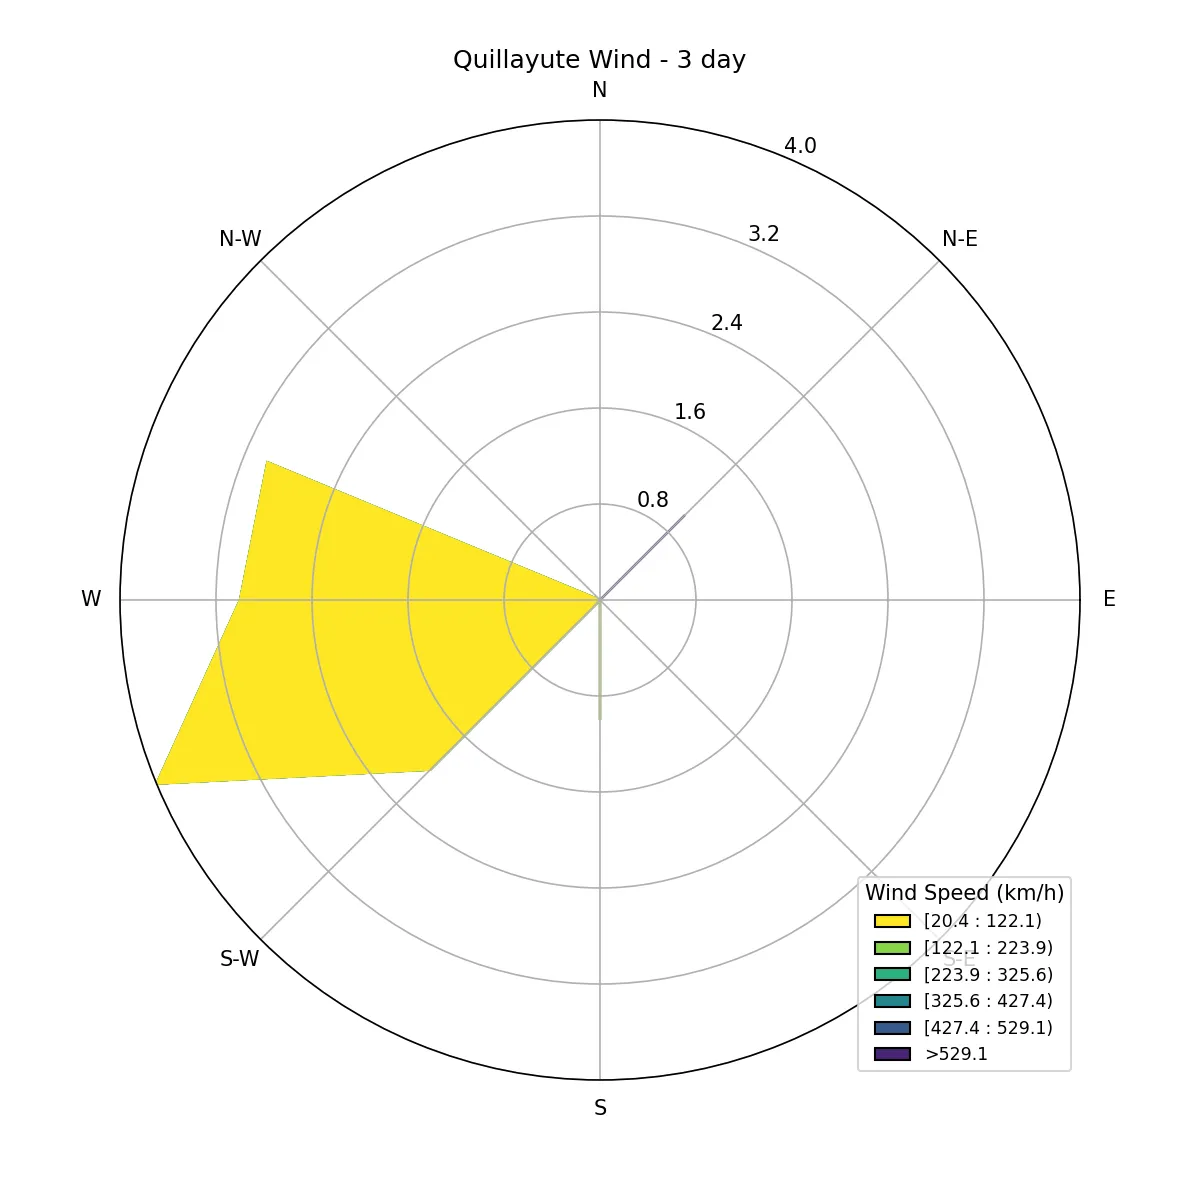 Quillayute Wind - 3 day
N
4.0
N-W
3.2
N-E
2.4
1.6
0.8
W
E
S-W
S-E
S
Wind Speed (km/h)
[20.4 : 122.1)
[122.1 : 223.9)
[223.9 : 325.6)
[325.6 : 427.4)
[427.4 : 529.1)
>529.1